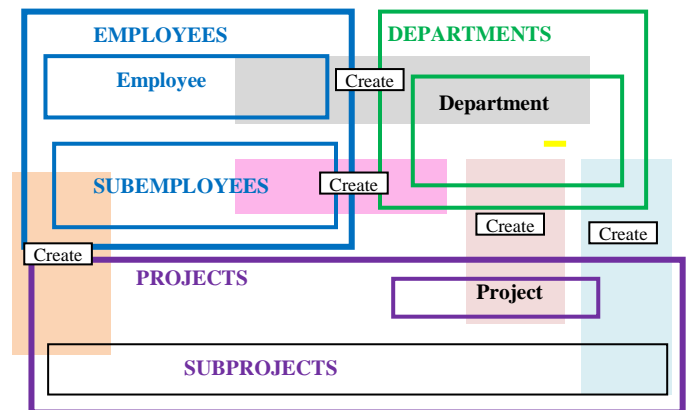 EMPLOYEES
DEPARTMENTS
Employee
Create
Department
SUBEMPLOYEES
Create
Create
Create
Create
PROJECTS
Project
SUBPROJECTS